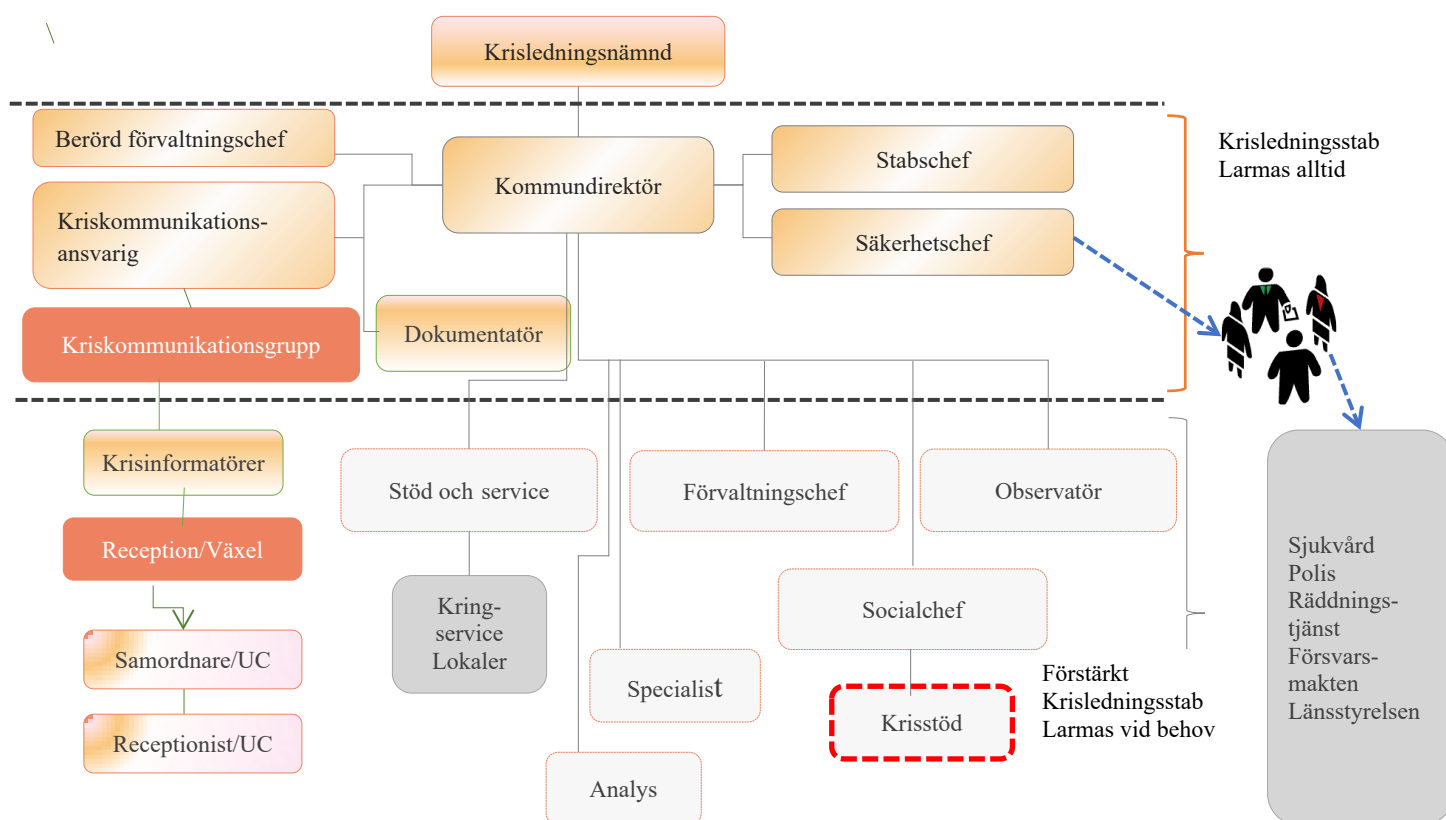 Krisledningsnämnd
Berörd förvaltningschef
Kommundirektör
Stabschef
Krisledningsstab
Larmas alltid
Kriskommunikations-
ansvarig
Säkerhetschef
Kriskommunikationsgrupp
Dokumentatör
Krisinformatörer
Stöd och service
Förvaltningschef
Observatör
Reception/Växel
Kring-
service
Lokaler
Socialchef
Sjukvård
Polis
Räddnings-
tjänst
Försvars-
makten
Länsstyrelsen
Samordnare/UC
Specialist
Förstärkt
Krisledningsstab
Larmas vid behov
Krisstöd
Receptionist/UC
Analys